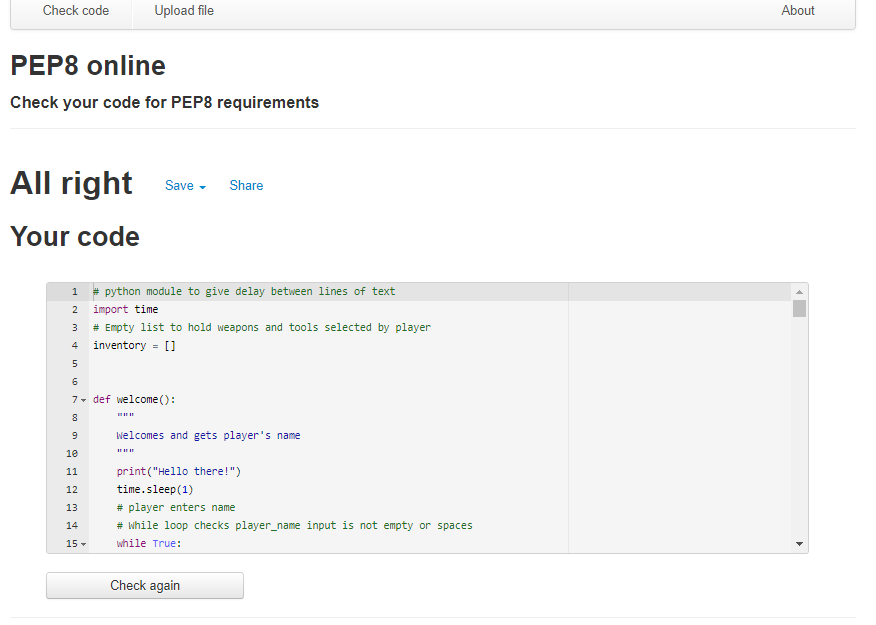 Check code Upload file About
PEP8 online
Check your code for PEP8 requirements
All right Save Share
Your code
1 # python module to give delay between lines of text
2 import time
3 # Empty list to hold weapons and tools selected by player
4 inventory = []
5
6
7 def welcome():
8     """
9     Welcomes and gets player's name
10     """
11     print("Hello there!")
12     time.sleep(1)
13     # player enters name
14     # While loop checks player_name input is not empty or spaces
15     while True:
Check again